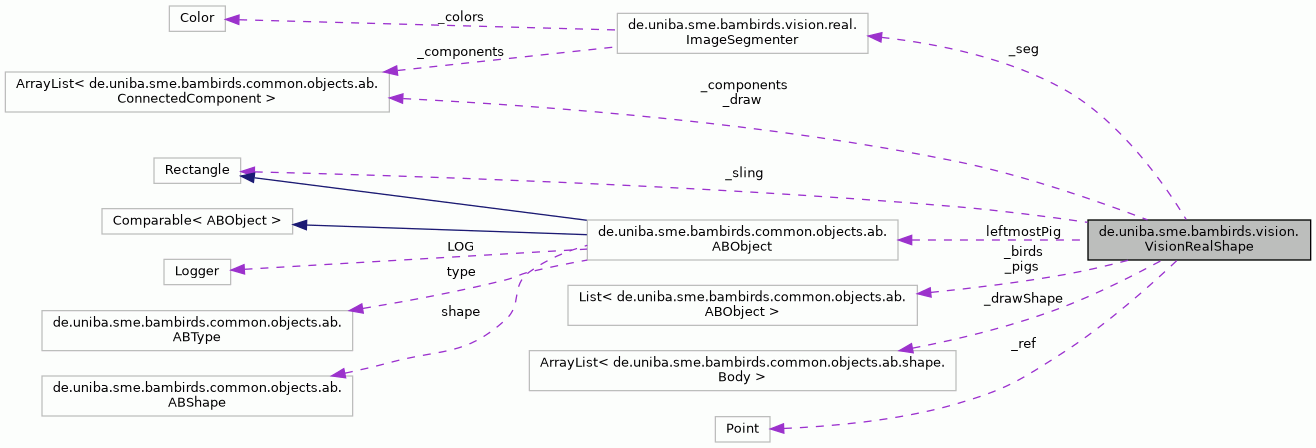 Color
_colors
de.uniba.sme.bambirds.vision.real.
ImageSegmenter
_seg
_components
ArrayList< de.uniba.sme.bambirds.common.objects.ab.
ConnectedComponent >
_components
_draw
Rectangle
_sling
Comparable< ABObject >
de.uniba.sme.bambirds.common.objects.ab.
ABObject
leftmostPig
de.uniba.sme.bambirds.vision.
VisionRealShape
LOG
Logger
type
_birds
_pigs
List< de.uniba.sme.bambirds.common.objects.ab.
ABObject >
_drawShape
shape
de.uniba.sme.bambirds.common.objects.ab.
ABType
_ref
ArrayList< de.uniba.sme.bambirds.common.objects.ab.shape.
Body >
de.uniba.sme.bambirds.common.objects.ab.
ABShape
Point